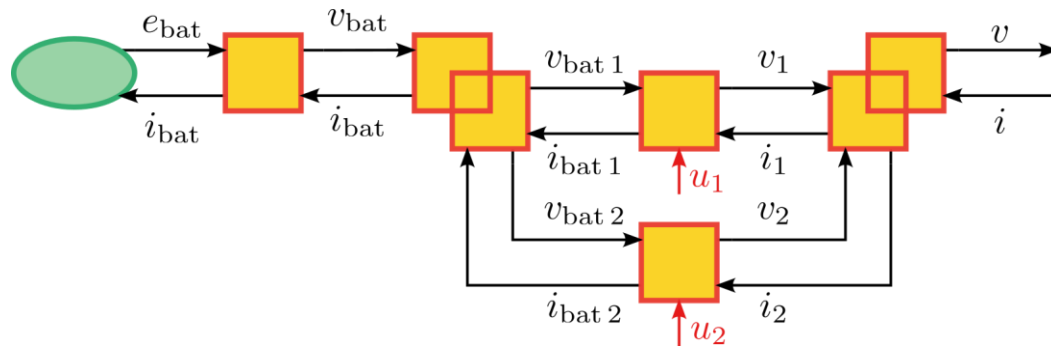 e_bat
v_bat
v
v_bat 1
v_1
i_bat
i_bat
i
i_bat 1
i_1
u_1
v_bat 2
v_2
i_bat 2
i_2
u_2